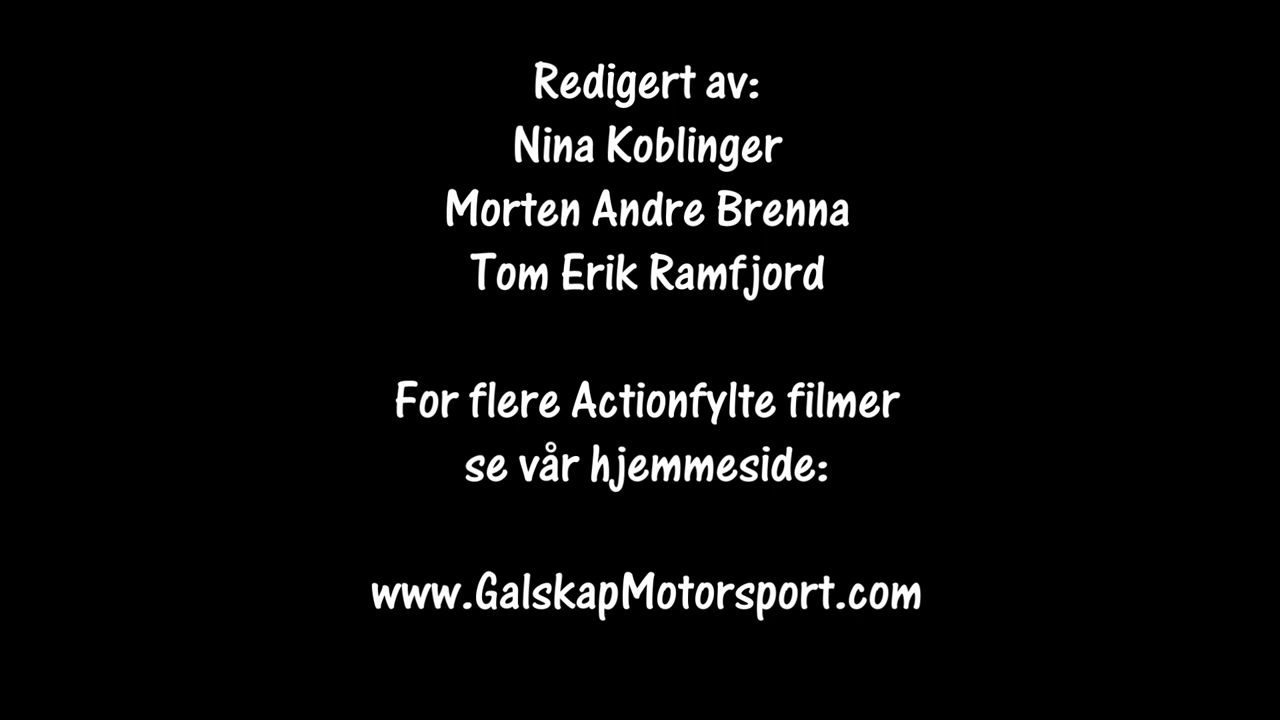 Redigert av:
Nina Koblinger
Morten Andre Brenna
Tom Erik Ramfjord
For flere Actionfylte filmer
se vår hjemmeside:
www.GalskapMotorsport.com